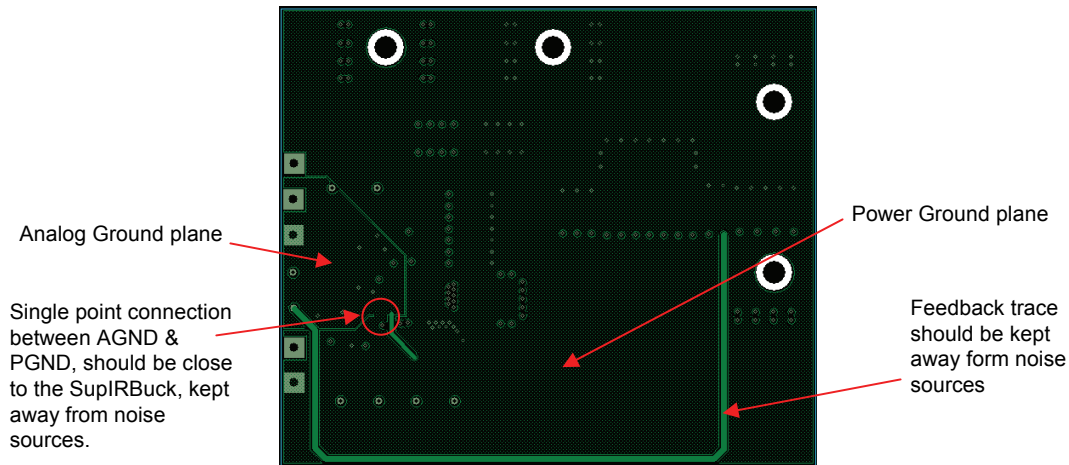 Analog Ground plane
Single point connection
between AGND &
PGND, should be close
to the SupIRBuck, kept
away from noise
sources.
Power Ground plane
Feedback trace
should be kept
away form noise
sources